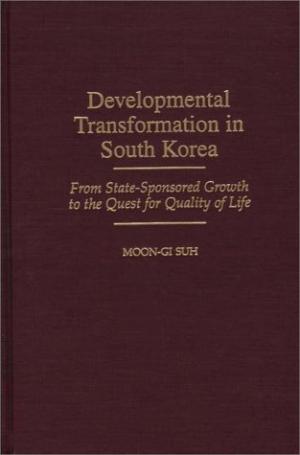 Developmental
Transformation in
South Korea
From State-Sponsored Growth
to the Quest for Quality of Life
MOON-GI SUH